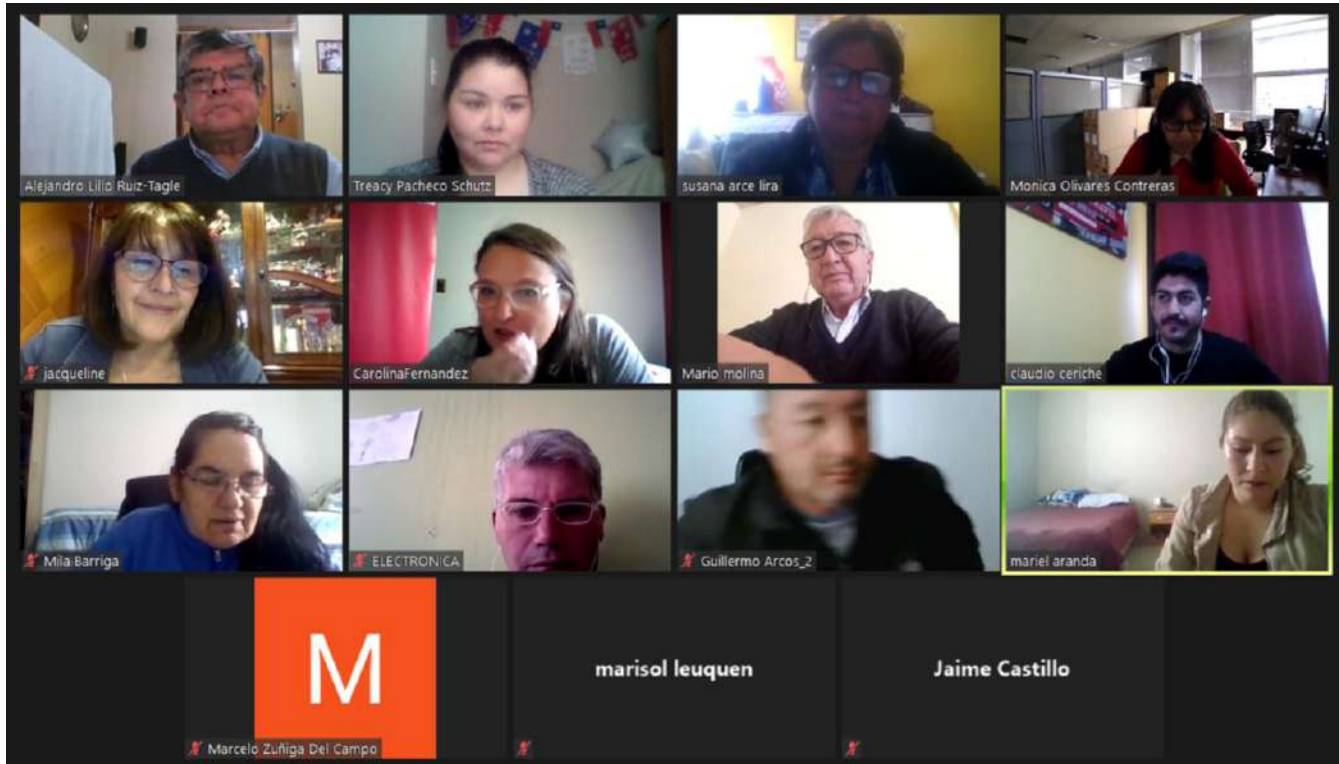 Alejandro Lillo Ruiz-Tagle
Treacy Pacheco Schutz
susana arce lira
Monica Olivares Contreras
jacqueline
CarolinaFernandez
Mario molina
claudio ceriche
Mila Barriga
ELECTRONICA
Guillermo Arcos_2
mariel aranda
M
Marcelo Zuñiga Del Campo
marisol leuquen
Jaime Castillo